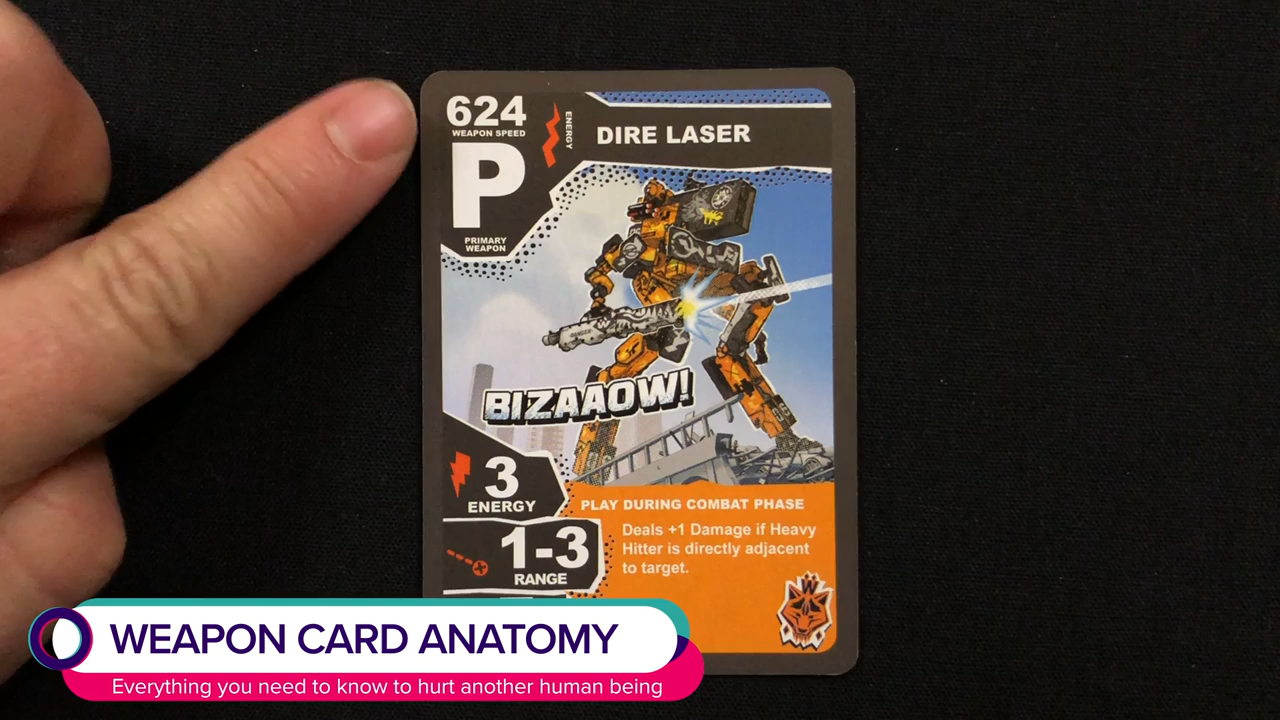 624
WEAPON SPEED
ENERGY
DIRE LASER
P
PRIMARY
WEAPON
BIZAAOW!
3
ENERGY
PLAY DURING COMBAT PHASE
Deals +1 Damage if Heavy
Hitter is directly adjacent
to target.
1-3
RANGE
WEAPON CARD ANATOMY
Everything you need to know to hurt another human being